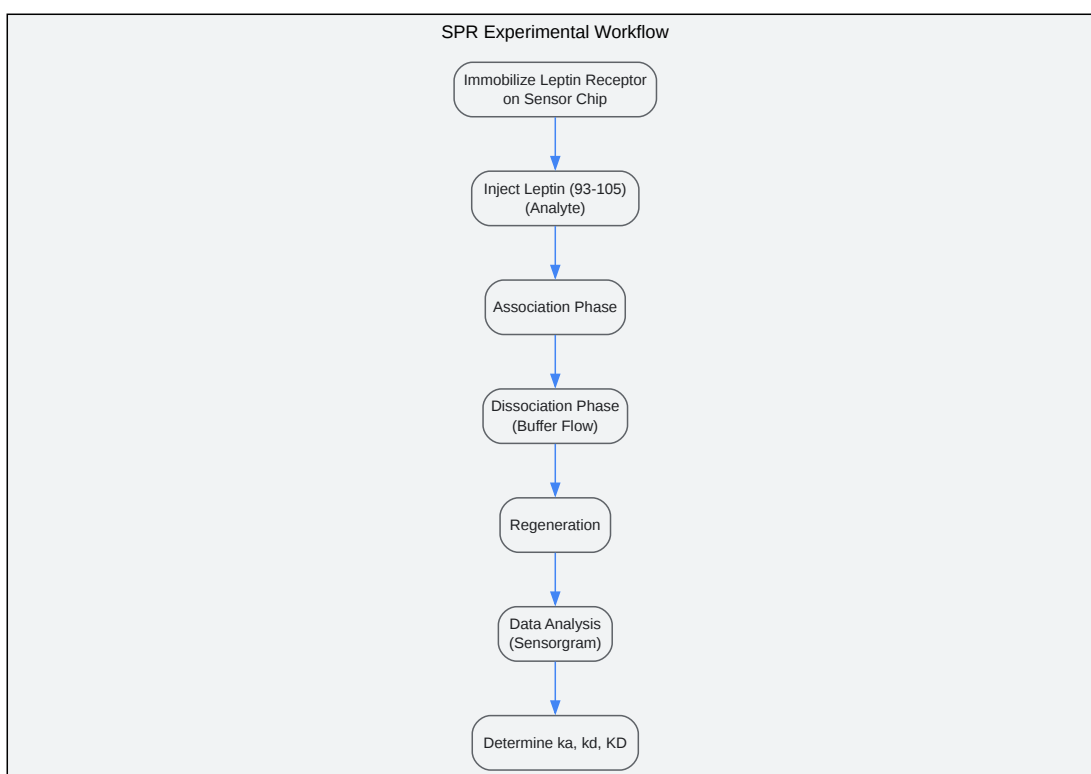 SPR Experimental Workflow
Immobilize Leptin Receptor
on Sensor Chip
Inject Leptin (93-105)
(Analyte)
Association Phase
Dissociation Phase
(Buffer Flow)
Regeneration
Data Analysis
(Sensorgram)
Determine ka, kd, KD